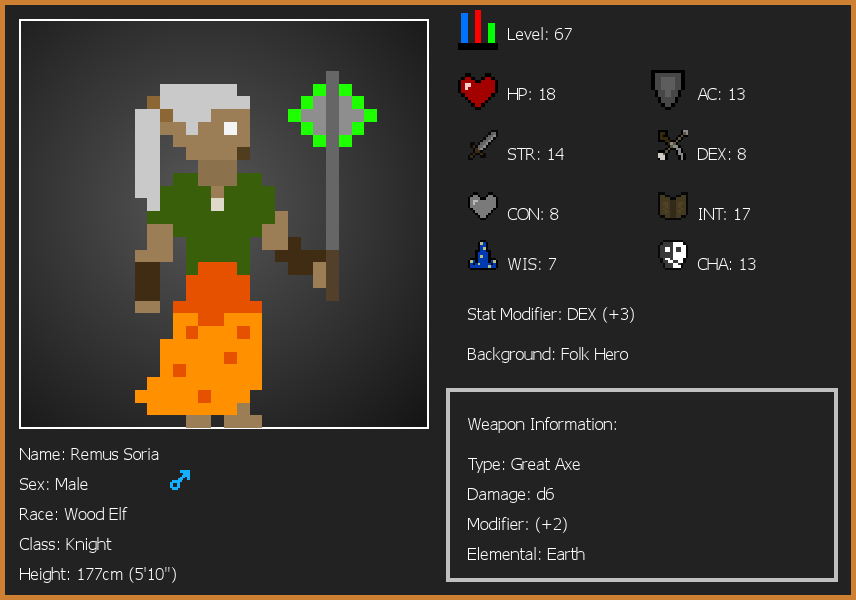 Level: 67
HP: 18
AC: 13
STR: 14
DEX: 8
CON: 8
INT: 17
WIS: 7
CHA: 13
Stat Modifier: DEX (+3)
Background: Folk Hero
Weapon Information:
Type: Great Axe
Damage: d6
Modifier: (+2)
Elemental: Earth
Name: Remus Soria
Sex: Male
Race: Wood Elf
Class: Knight
Height: 177cm (5'10")